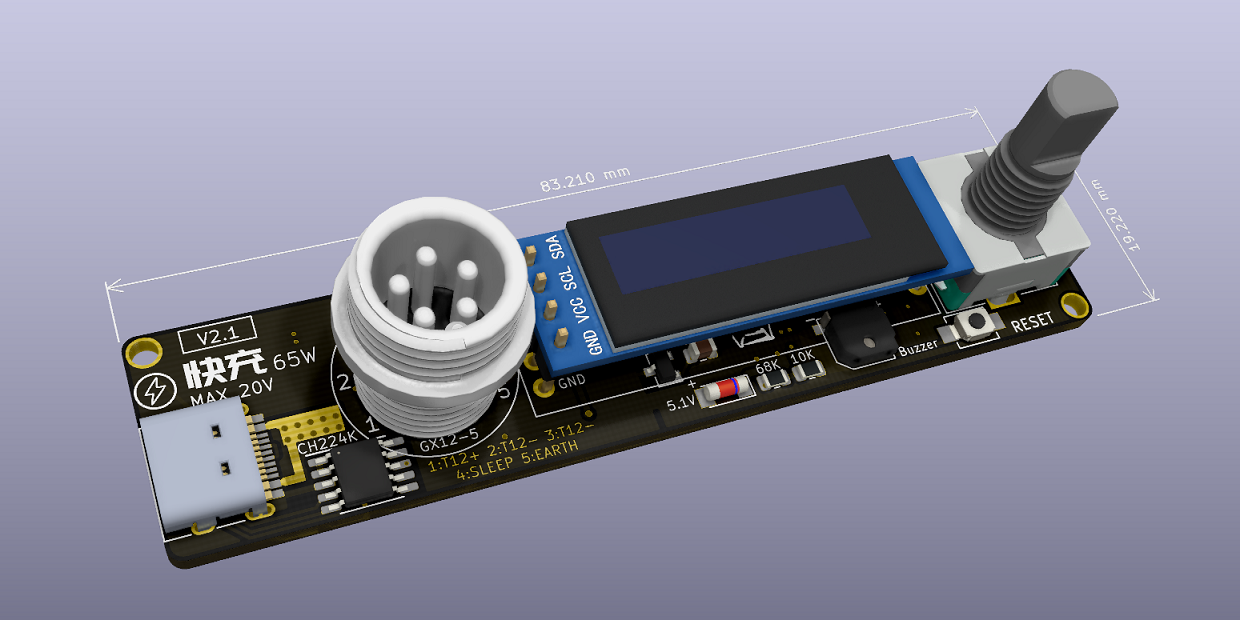 83.210 mm
19.220 mm
V2.1
快充 65W
MAX 20V
SDA
SCL
VCC
GND
GND
2
5
1
CH224K
GX12-5
1:T12+ 2:T12- 3:T12-
4:SLEEP 5:EARTH
+
5.1V
68K
10K
Buzzer
RESET